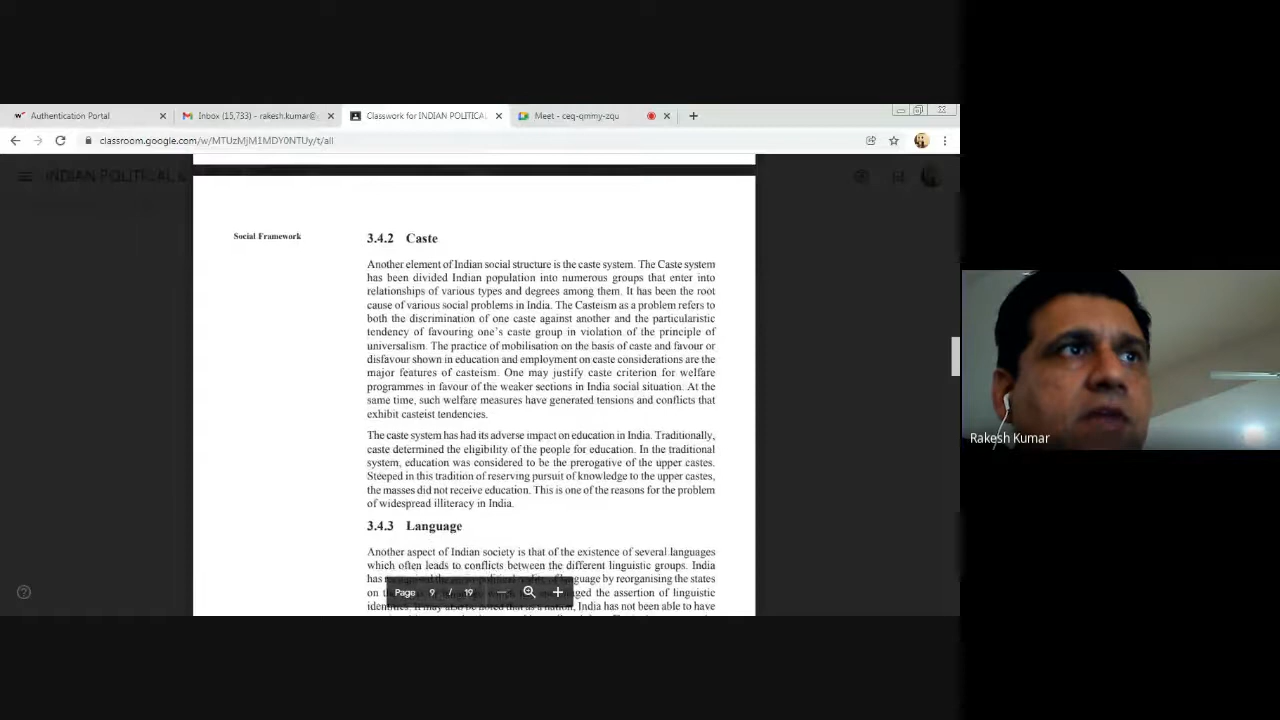 Authentication Portal
Inbox (15,733) - rakesh.kumar@
Classwork for INDIAN POLITICAL
Meet - ceq-qmmy-zqu
classroom.google.com/w/MTUzMjM1MDY0NTUy/t/all
INDIAN POLITICAL &
Social Framework
3.4.2 Caste
Another element of Indian social structure is the caste system. The Caste system
has been divided Indian population into numerous groups that enter into
relationships of various types and degrees among them. It has been the root
cause of various social problems in India. The Casteism as a problem refers to
both the discrimination of one caste against another and the particularistic
tendency of favouring one's caste group in violation of the principle of
universalism. The practice of mobilisation on the basis of caste and favour or
disfavour shown in education and employment on caste considerations are the
major features of casteism. One may justify caste criterion for welfare
programmes in favour of the weaker sections in India social situation. At the
same time, such welfare measures have generated tensions and conflicts that
exhibit casteist tendencies.
The caste system has had its adverse impact on education in India. Traditionally,
caste determined the eligibility of the people for education. In the traditional
system, education was considered to be the prerogative of the upper castes.
Steeped in this tradition of reserving pursuit of knowledge to the upper castes,
the masses did not receive education. This is one of the reasons for the problem
of widespread illiteracy in India.
3.4.3 Language
Another aspect of Indian society is that of the existence of several languages
which often leads to conflicts between the different linguistic groups. India
has of language by reorganising the states
on the assertion of linguistic
India has not been able to have
Page 9 / 19
Rakesh Kumar